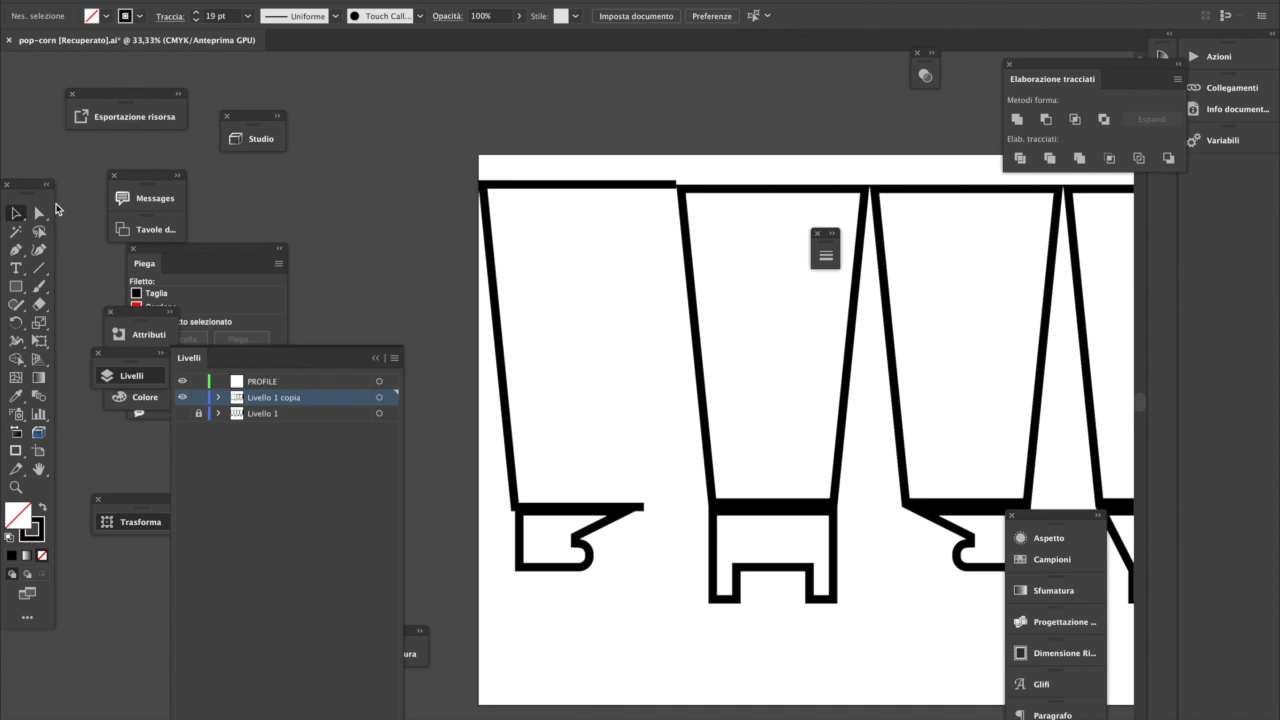 Nes. selezione
Traccia: 19 pt
Uniforme
Touch Call...
Opacità: 100%
Stile:
Imposta documento
Preferenze
pop-corn [Recuperato].ai* @ 33,33% (CMYK/Anteprima GPU)
Azioni
Collegamenti
Info document...
Variabili
Elaborazione tracciati
Metodi forma:
Espandi
Elab. tracciati:
Esportazione risorsa
Studio
Messages
Tavole d...
Piega
Filetto:
Taglia
to selezionato
Piega...
Attributi
Livelli
Colore
Trasforma
Livelli
PROFILE
Livello 1 copia
Livello 1
ura
Aspetto
Campioni
Sfumatura
Progettazione ...
Dimensione Ri...
Glifi
Paragrafo